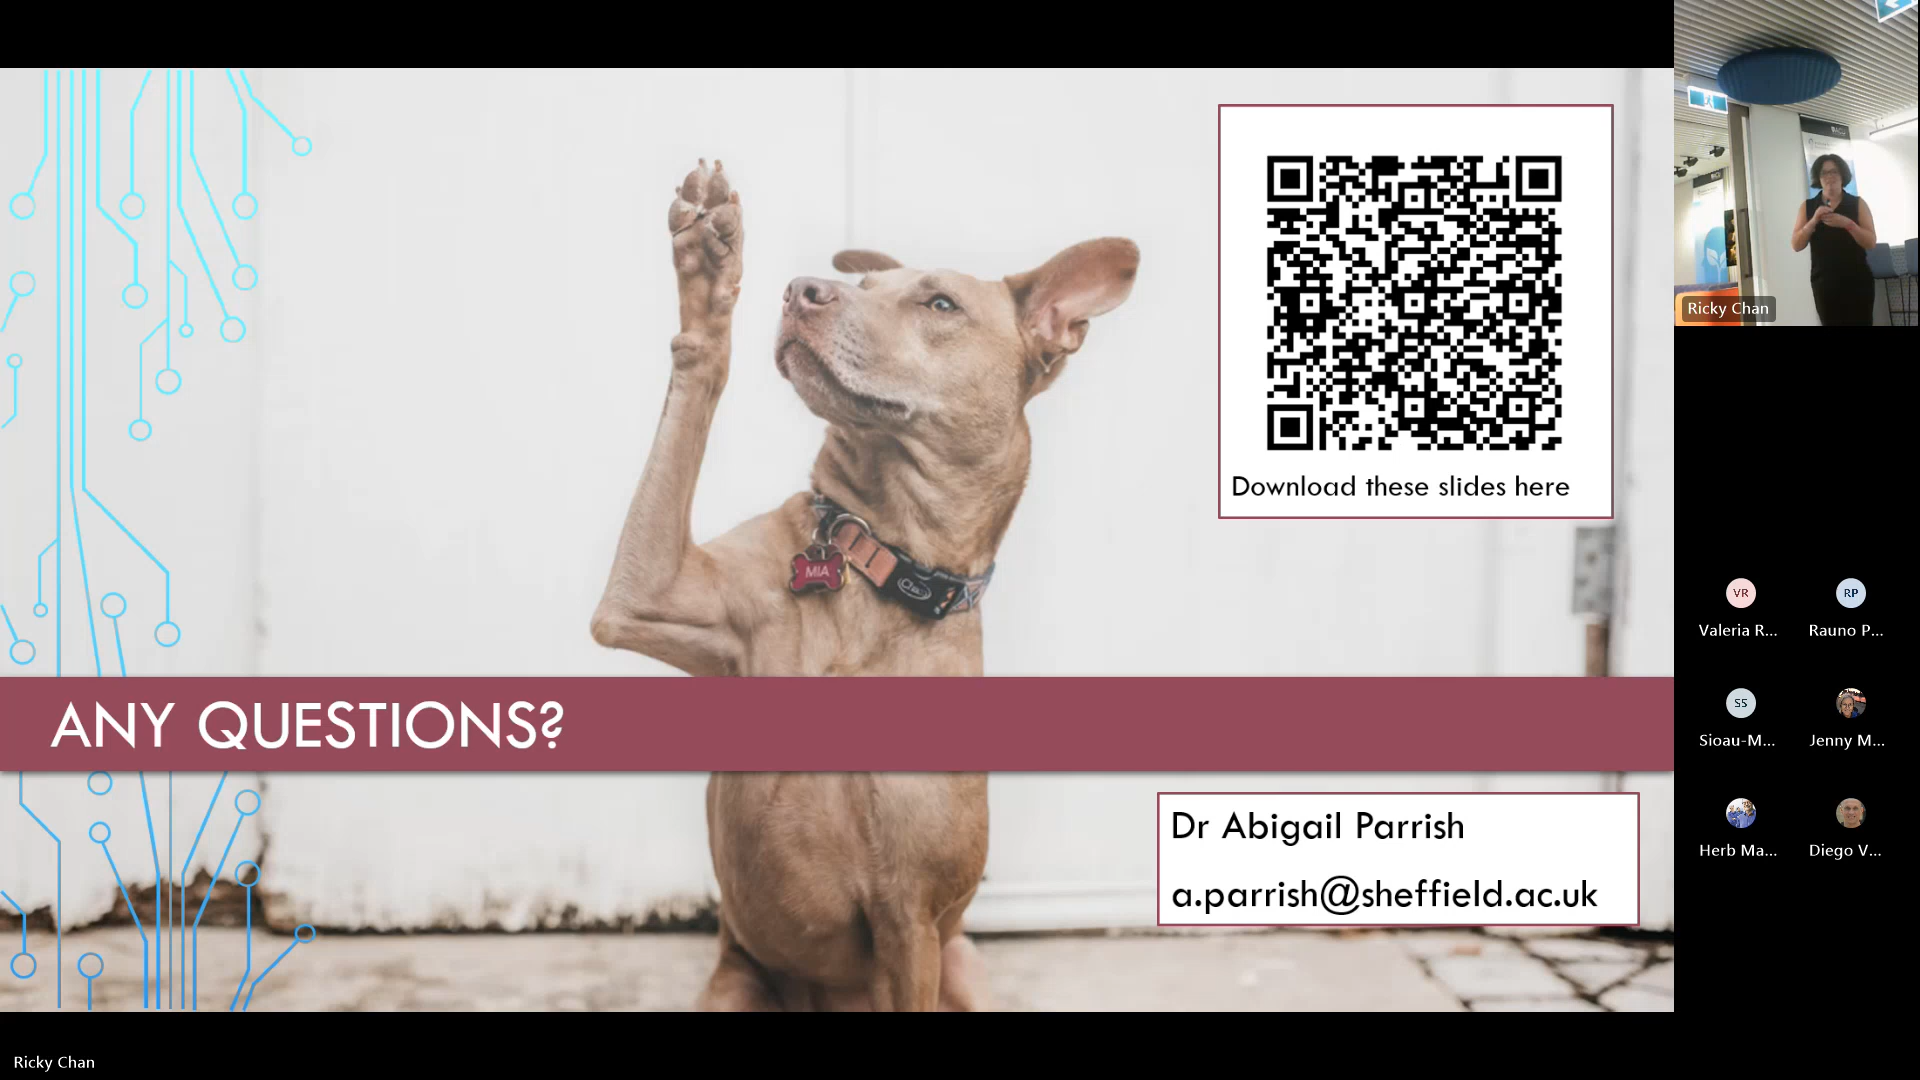 MIA
Download these slides here
ANY QUESTIONS?
Dr Abigail Parrish
a.parrish@sheffield.ac.uk
Ricky Chan
VR
RP
Valeria R...
Rauno P...
SS
Sioau-M...
Jenny M...
Herb Ma...
Diego V...
Ricky Chan